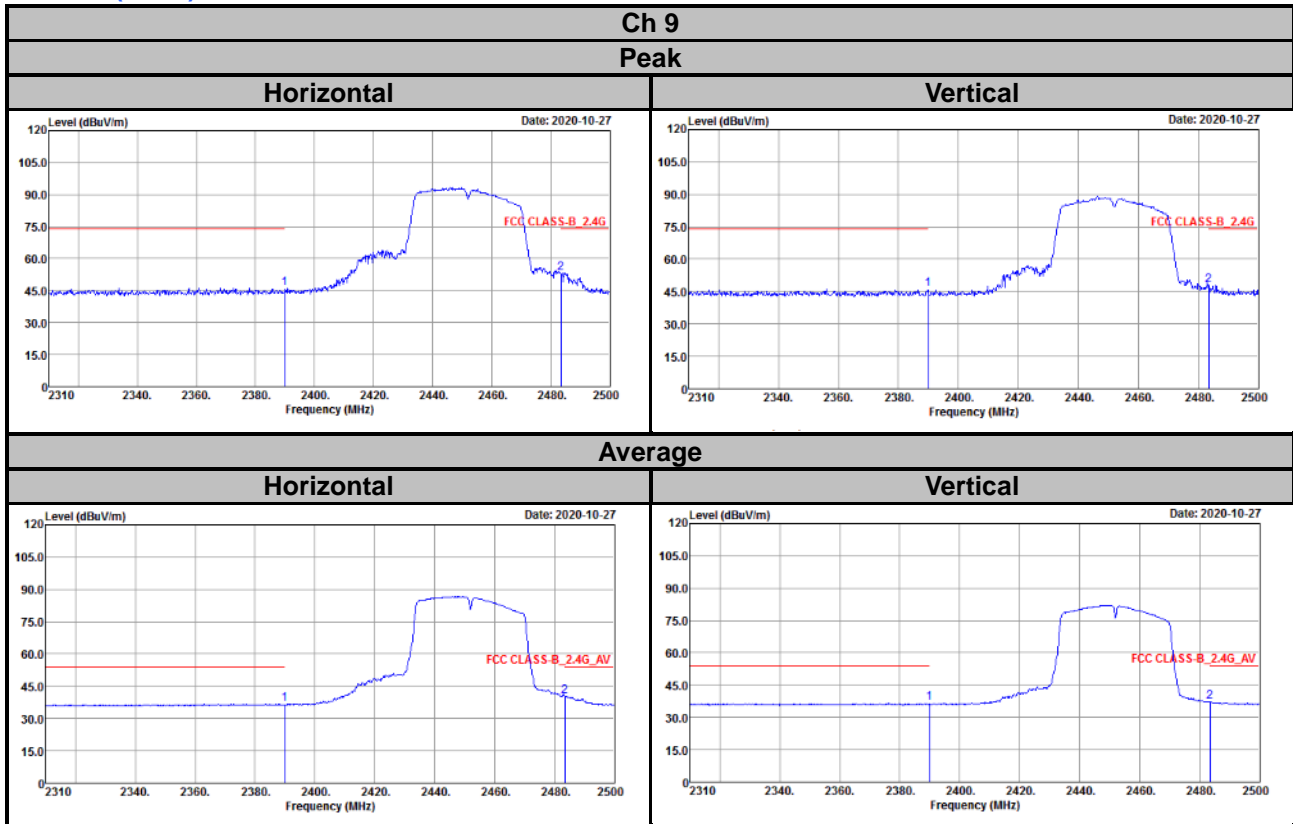 Ch 9
Peak
Horizontal
Vertical
120 Level (dBuV/m) Date: 2020-10-27
105.0
90.0
75.0
FCC CLASS-B_2.4G
60.0
2
1
45.0
30.0
15.0
0
2310 2340. 2360. 2380. 2400. 2420. 2440. 2460. 2480. 2500
Frequency (MHz)
120 Level (dBuV/m) Date: 2020-10-27
105.0
90.0
75.0
FCC CLASS-B_2.4G
60.0
1
2
45.0
30.0
15.0
0
2310 2340. 2360. 2380. 2400. 2420. 2440. 2460. 2480. 2500
Frequency (MHz)
Average
Horizontal
Vertical
120 Level (dBuV/m) Date: 2020-10-27
105.0
90.0
75.0
60.0
FCC CLASS-B_2.4G_AV
45.0
2
1
30.0
15.0
0
2310 2340. 2360. 2380. 2400. 2420. 2440. 2460. 2480. 2500
Frequency (MHz)
120 Level (dBuV/m) Date: 2020-10-27
105.0
90.0
75.0
60.0
FCC CLASS-B_2.4G_AV
45.0
1
2
30.0
15.0
0
2310 2340. 2360. 2380. 2400. 2420. 2440. 2460. 2480. 2500
Frequency (MHz)